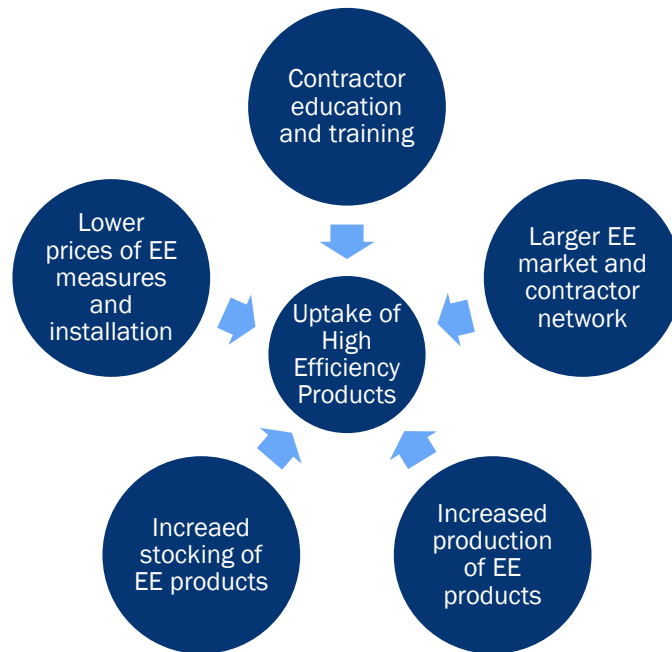 Contractor
education
and training
Lower
prices of EE
measures
and
installation
Larger EE
market and
contractor
network
Uptake of
High
Efficiency
Products
Increaed
stocking of
EE products
Increased
production
of EE
products